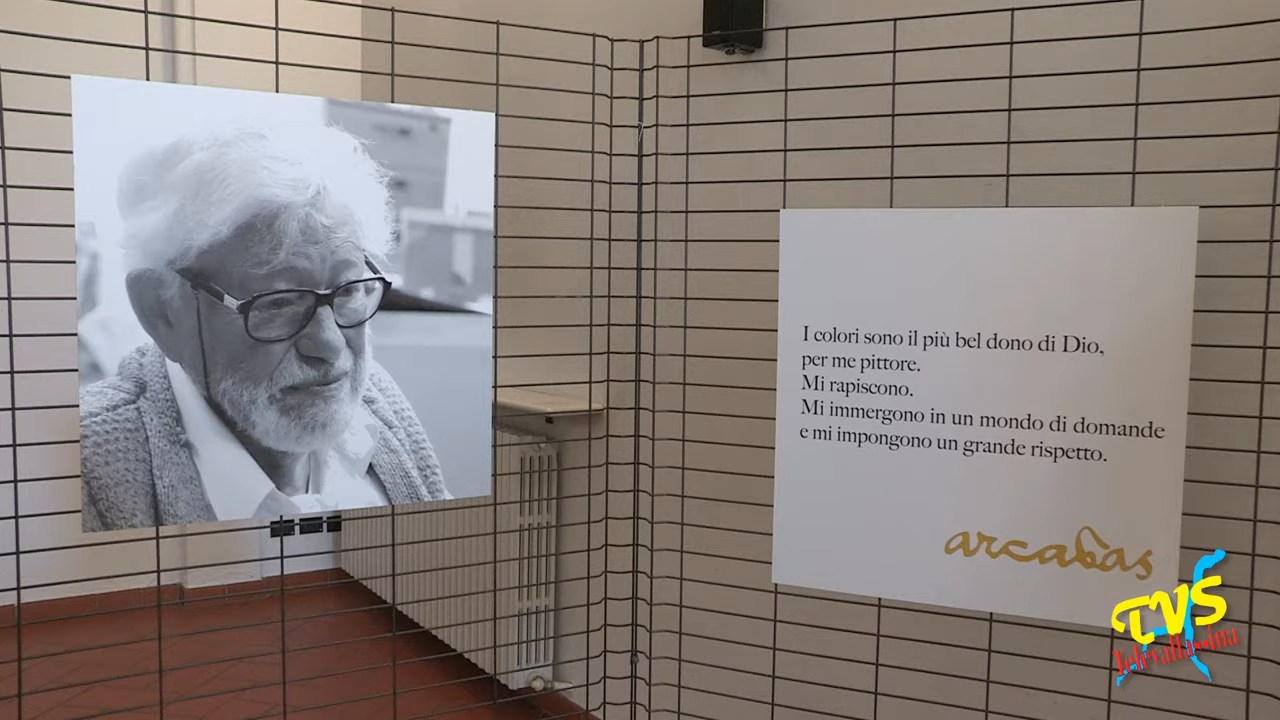 I colori sono il più bel dono di Dio,
per me pittore.
Mi rapiscono.
Mi immergono in un mondo di domande
e mi impongono un grande rispetto.
arcabas
TVS
Televallassina